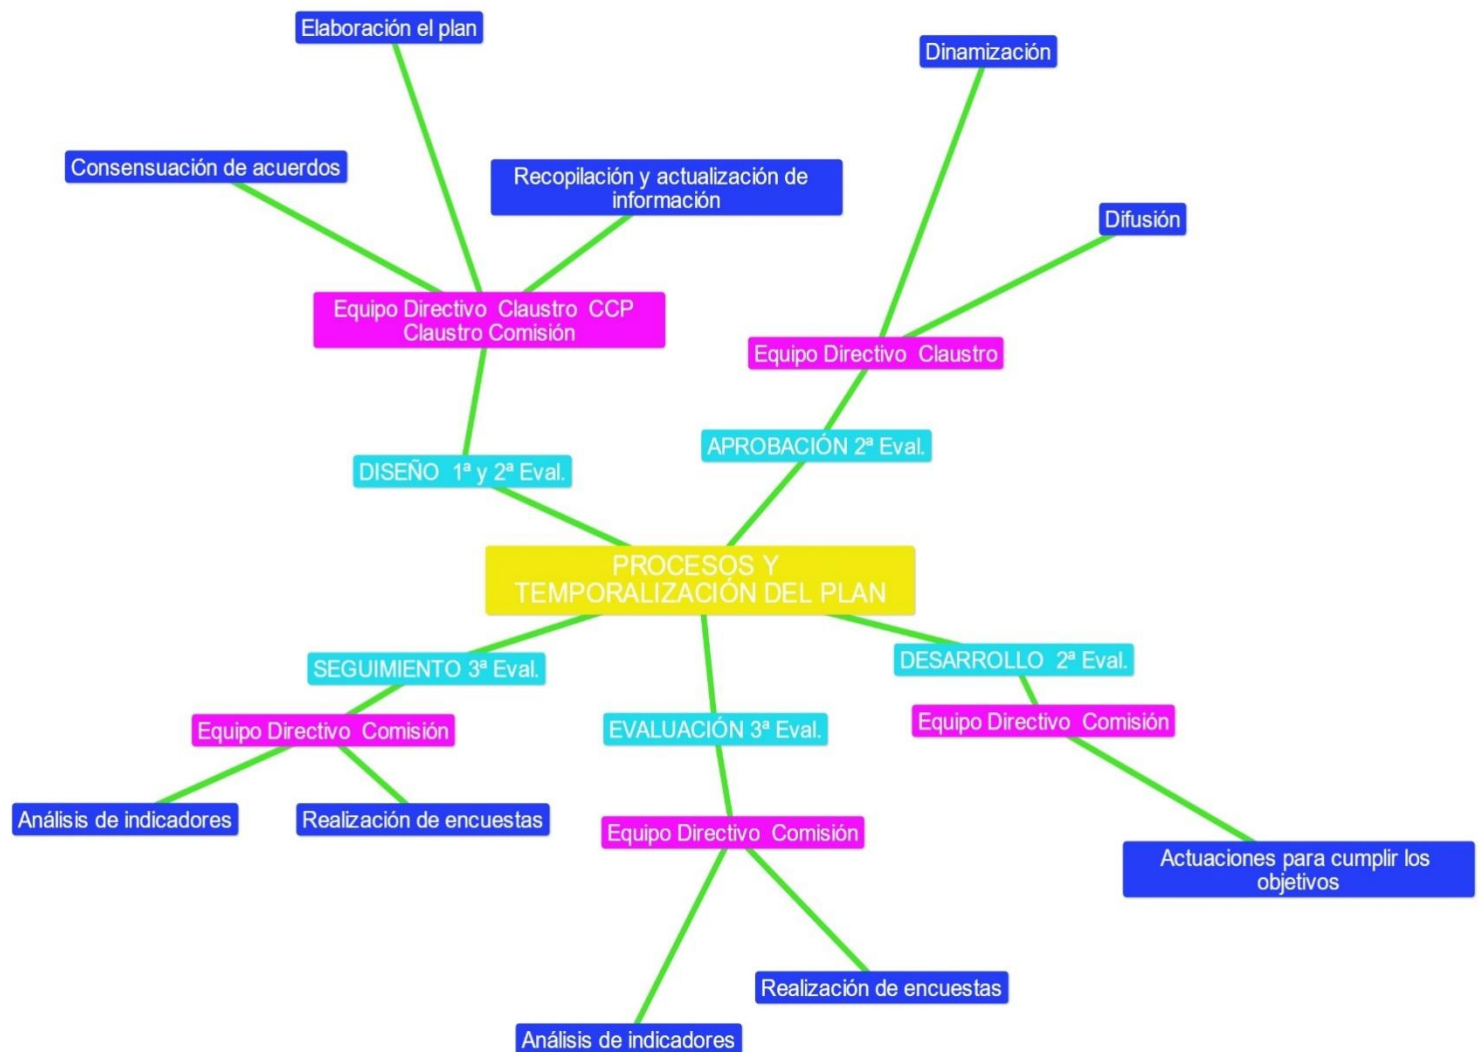 Elaboración el plan
Dinamización
Consensuación de acuerdos
Recopilación y actualización de
información
Difusión
Equipo Directivo Claustro CCP
Claustro Comisión
Equipo Directivo Claustro
APROBACIÓN 2ª Eval.
DISEÑO 1ª y 2ª Eval.
PROCESOS Y
TEMPORALIZACIÓN DEL PLAN
SEGUIMIENTO 3ª Eval.
DESARROLLO 2ª Eval.
Equipo Directivo Comisión
EVALUACIÓN 3ª Eval.
Equipo Directivo Comisión
Análisis de indicadores
Realización de encuestas
Equipo Directivo Comisión
Actuaciones para cumplir los
objetivos
Realización de encuestas
Análisis de indicadores